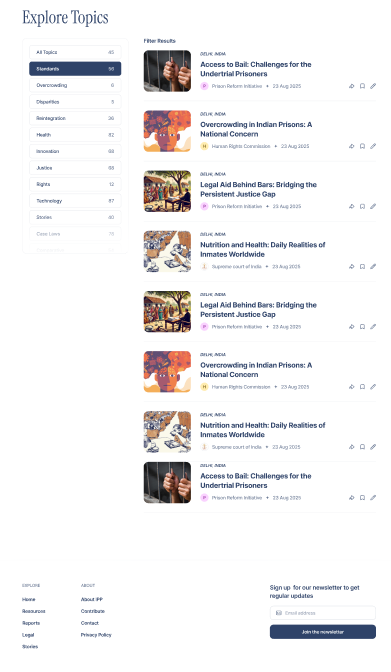 Explore Topics
All Topics 45
Standards 56
Overcrowding 6
Disparities 8
Reintegration 36
Health 82
Innovation 68
Justice 68
Rights 12
Technology 97
Stories 40
Case Laws
Filter Results
DELHI, INDIA
Access to Bail: Challenges for the
Undertrial Prisoners
P Prison Reform Initiative • 23 Aug 2025
DELHI, INDIA
Overcrowding in Indian Prisons: A
National Concern
H Human Rights Commission • 22 Aug 2025
DELHI, INDIA
Legal Aid Behind Bars: Bridging the
Persistent Justice Gap
P Prison Reform Initiative • 23 Aug 2025
DELHI, INDIA
Nutrition and Health: Daily Realities of
Inmates Worldwide
Supreme court of India • 23 Aug 2025
DELHI, INDIA
Legal Aid Behind Bars: Bridging the
Persistent Justice Gap
P Prison Reform Initiative • 23 Aug 2025
DELHI, INDIA
Overcrowding in Indian Prisons: A
National Concern
H Human Rights Commission • 23 Aug 2025
DELHI, INDIA
Nutrition and Health: Daily Realities of
Inmates Worldwide
Supreme court of India • 23 Aug 2025
DELHI, INDIA
Access to Bail: Challenges for the
Undertrial Prisoners
P Prison Reform Initiative • 23 Aug 2025
EXPLORE
Home
Resources
Reports
Legal
Stories
ABOUT
About IPP
Contribute
Contact
Privacy Policy
Sign up for our newsletter to get
regular updates
Email address
Join the newsletter